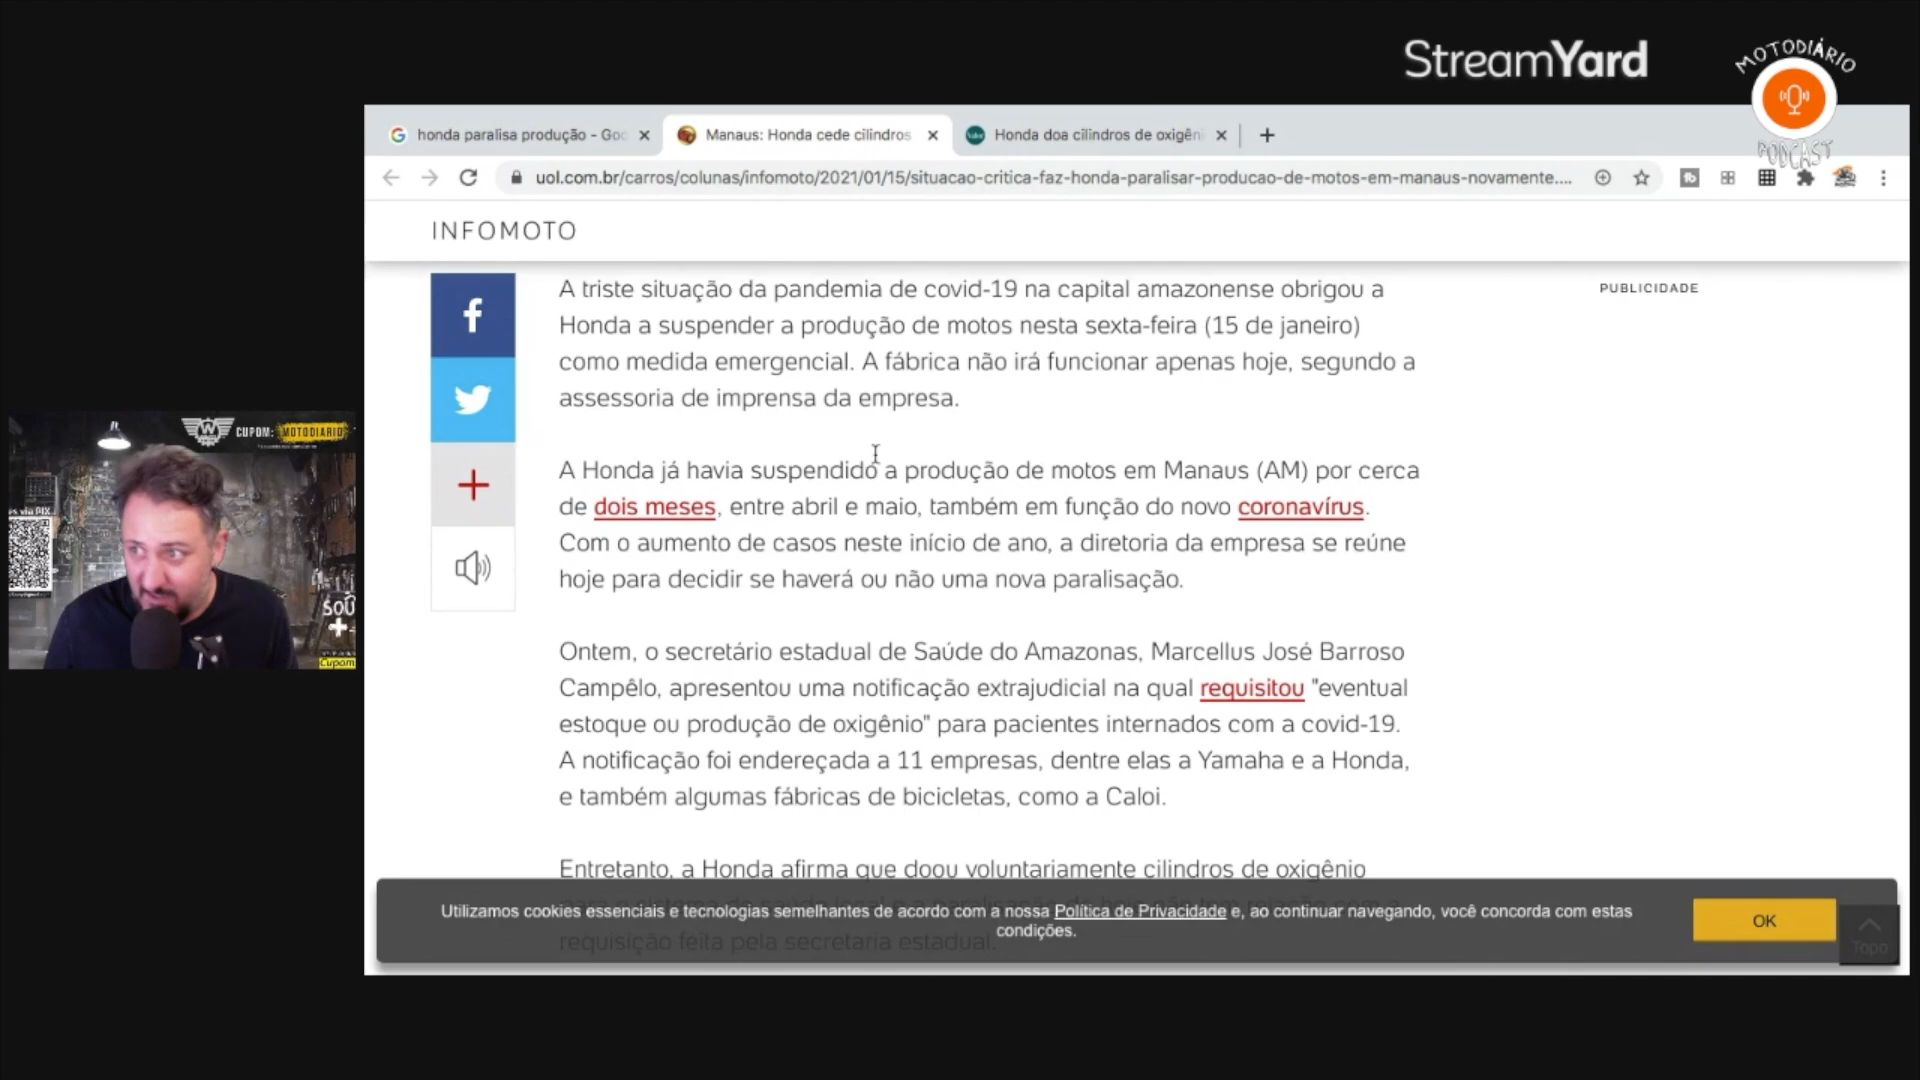 StreamYard
MOTODIÁRIO
PODCAST
honda paralisa produção - Goo
Manaus: Honda cede cilindros
Honda doa cilindros de oxigên
uol.com.br/carros/colunas/infomoto/2021/01/15/situacao-critica-faz-honda-paralisar-producao-de-motos-em-manaus-novamente....
INFOMOTO
PUBLICIDADE
A triste situação da pandemia de covid-19 na capital amazonense obrigou a
Honda a suspender a produção de motos nesta sexta-feira (15 de janeiro)
como medida emergencial. A fábrica não irá funcionar apenas hoje, segundo a
assessoria de imprensa da empresa.
A Honda já havia suspendido a produção de motos em Manaus (AM) por cerca
de dois meses, entre abril e maio, também em função do novo coronavírus.
Com o aumento de casos neste início de ano, a diretoria da empresa se reúne
hoje para decidir se haverá ou não uma nova paralisação.
Ontem, o secretário estadual de Saúde do Amazonas, Marcellus José Barroso
Campêlo, apresentou uma notificação extrajudicial na qual requisitou "eventual
estoque ou produção de oxigênio" para pacientes internados com a covid-19.
A notificação foi endereçada a 11 empresas, dentre elas a Yamaha e a Honda,
e também algumas fábricas de bicicletas, como a Caloi.
Entretanto, a Honda afirma que doou voluntariamente cilindros de oxigênio
requisição feita pela secretaria estadual.
Utilizamos cookies essenciais e tecnologias semelhantes de acordo com a nossa Política de Privacidade e, ao continuar navegando, você concorda com estas
condições.
OK
Topo
W
CUPOM: MOTODIARIO
es via PIX
SOU
+
Cupom